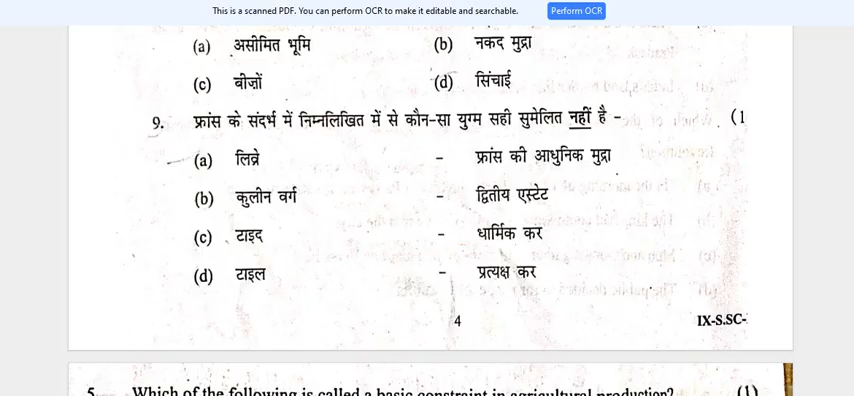 This is a scanned PDF. You can perform OCR to make it editable and searchable. Perform OCR
(a) असीमित भूमि (b) नकद मुद्रा
(c) बीज़ों (d) सिंचाई
9. फ्रांस के संदर्भ में निम्नलिखित में से कौन-सा युग्म सही सुमेलित नहीं है - (1
(a) लिव्रे - फ्रांस की आधुनिक मुद्रा
(b) कुलीन वर्ग - द्वितीय एस्टेट
(c) टाइद - धार्मिक कर
(d) टाइल - प्रत्यक्ष कर
4 IX-S.SC-
5. Which of the following is called a basic constraint in agricultural production? (1)